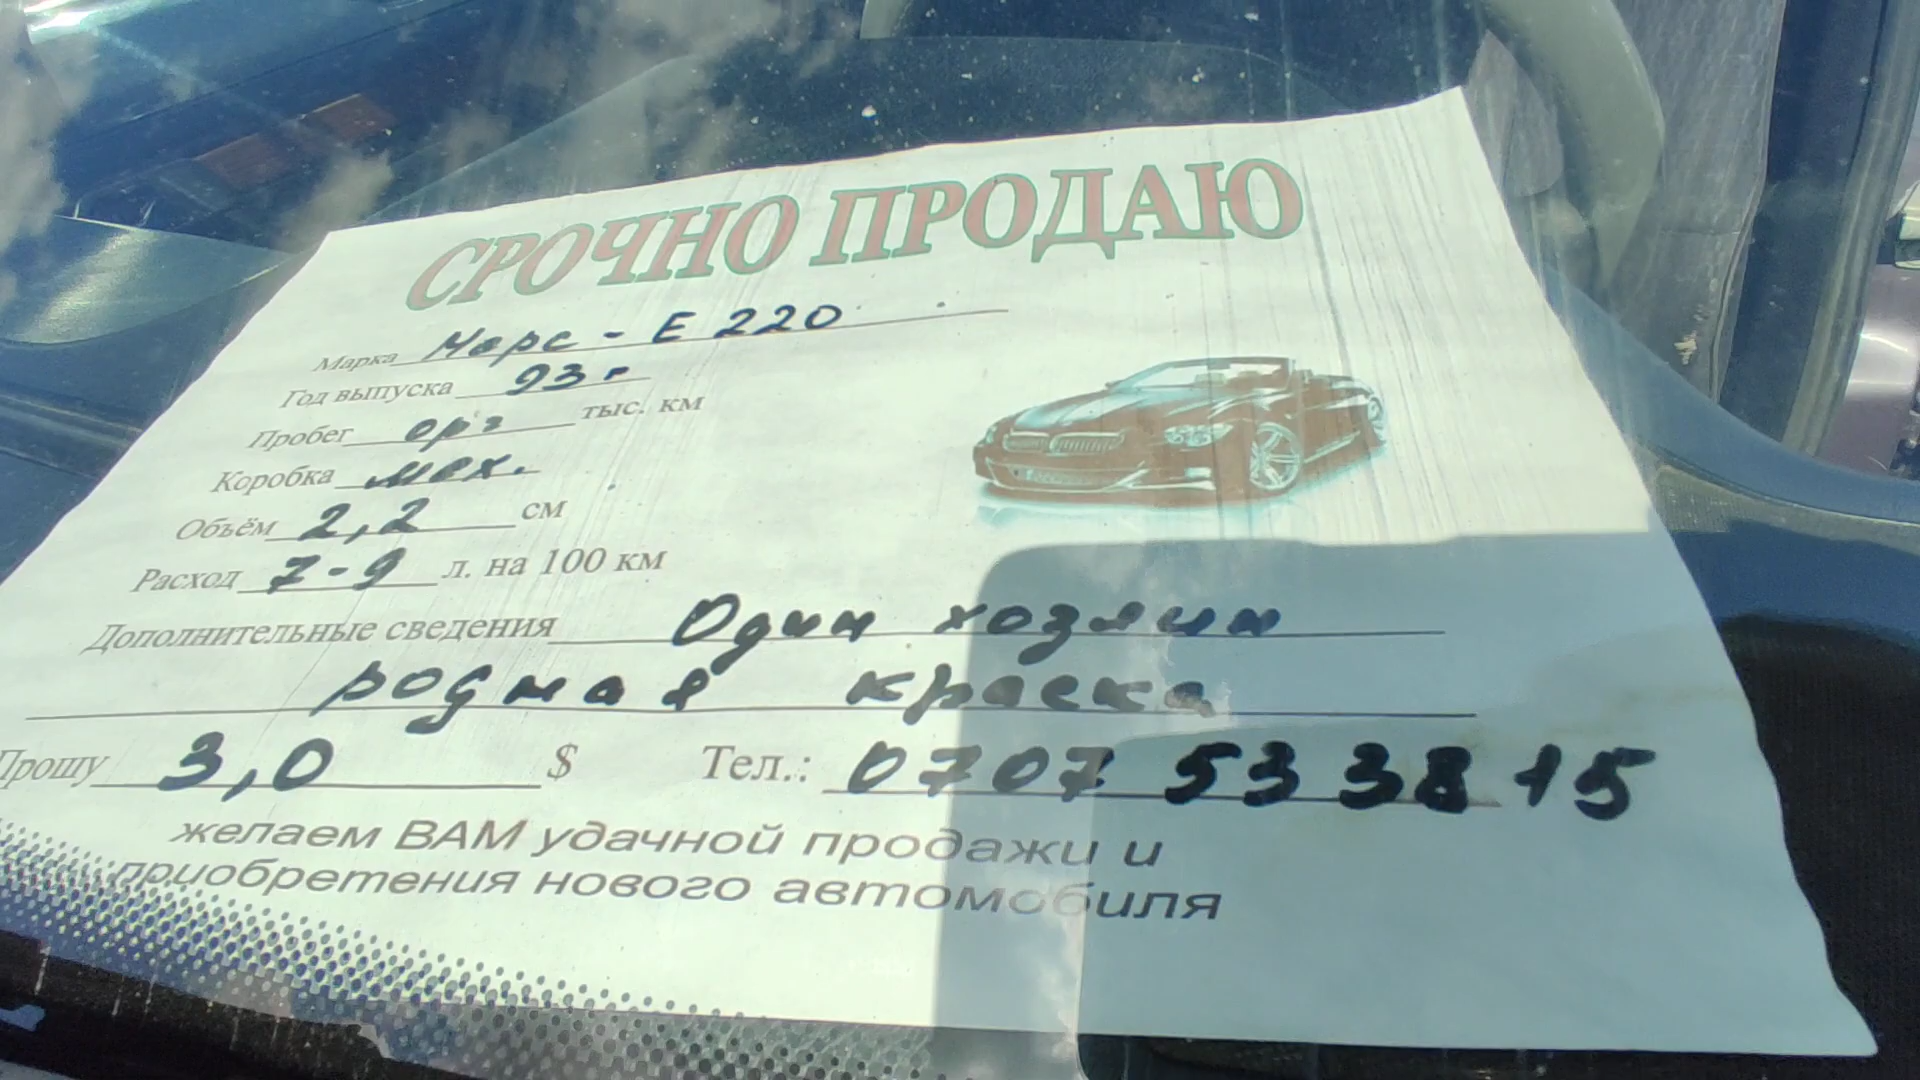 СРОЧНО ПРОДАЮ
Марка Мерс - Е 220
Год выпуска 93 г
Пробег орг тыс. км
Коробка мех.
Объём 2,2 см
Расход 7-9 л. на 100 км
Дополнительные сведения Один хозяин
родная краска
Прошу 3,0 $ Тел.: 0707 53 38 15
желаем ВАМ удачной продажи и
приобретения нового автомобиля